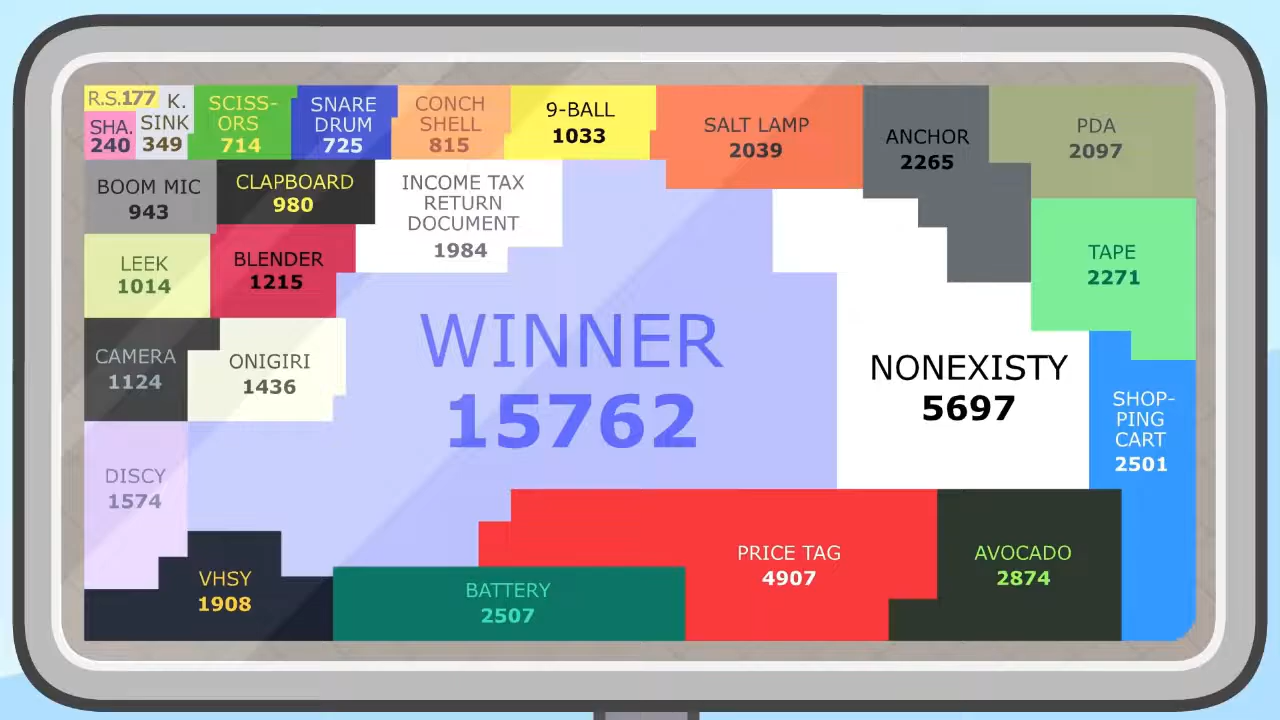 R.S.177
K.
SINK
349
SHA.
240
SCISS-
ORS
714
SNARE
DRUM
725
CONCH
SHELL
815
9-BALL
1033
SALT LAMP
2039
ANCHOR
2265
PDA
2097
BOOM MIC
943
CLAPBOARD
980
INCOME TAX
RETURN
DOCUMENT
1984
LEEK
1014
BLENDER
1215
TAPE
2271
CAMERA
1124
ONIGIRI
1436
WINNER
15762
NONEXISTY
5697
SHOP-
PING
CART
2501
DISCY
1574
VHSY
1908
BATTERY
2507
PRICE TAG
4907
AVOCADO
2874